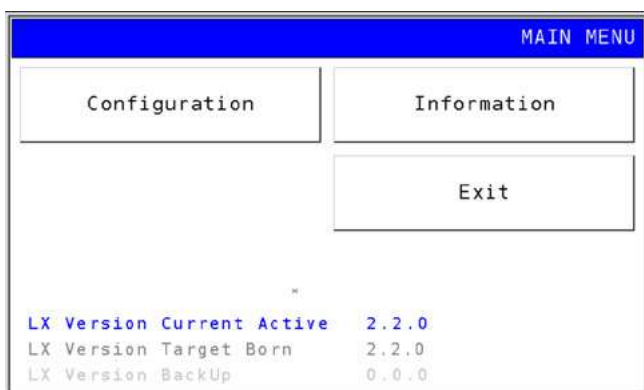 MAIN MENU
Configuration
Information
Exit
LX Version Current Active 2.2.0
LX Version Target Born 2.2.0
LX Version BackUp 0.0.0